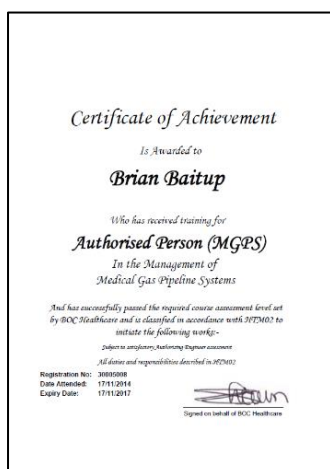 Certificate of Achievement
Is Awarded to
Brian Baitup
Who has received training for
Authorised Person (MGPS)
In the Management of
Medical Gas Pipeline Systems
And has successfully passed the required course assessment level set
by BOC Healthcare and is classified in accordance with HTM02 to
initiate the following works:-
Subject to satisfactory Authorising Engineer assessment
All duties and responsibilities described in HTM02
Registration No: 30005008
Date Attended: 17/11/2014
Expiry Date: 17/11/2017
Signed on behalf of BOC Healthcare